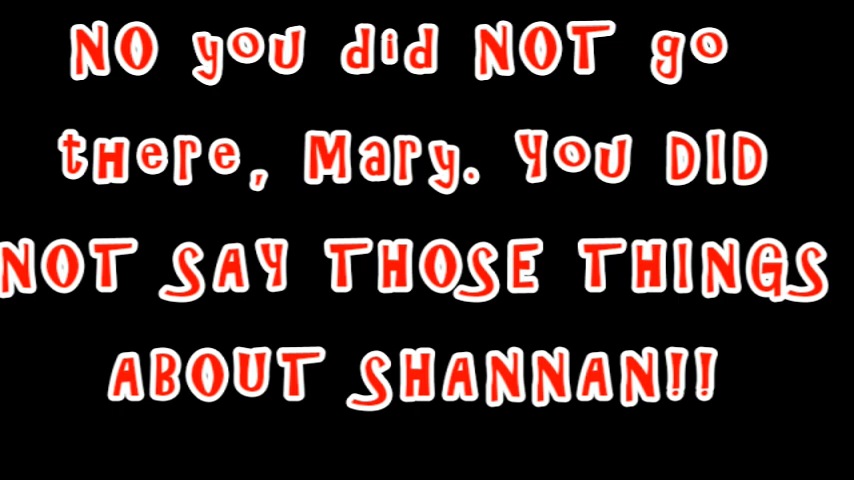 NO you did NOT go
tHere, Mary. YOU DID
NOT SAY THOSE THINGS
ABOUT SHANNAN!!